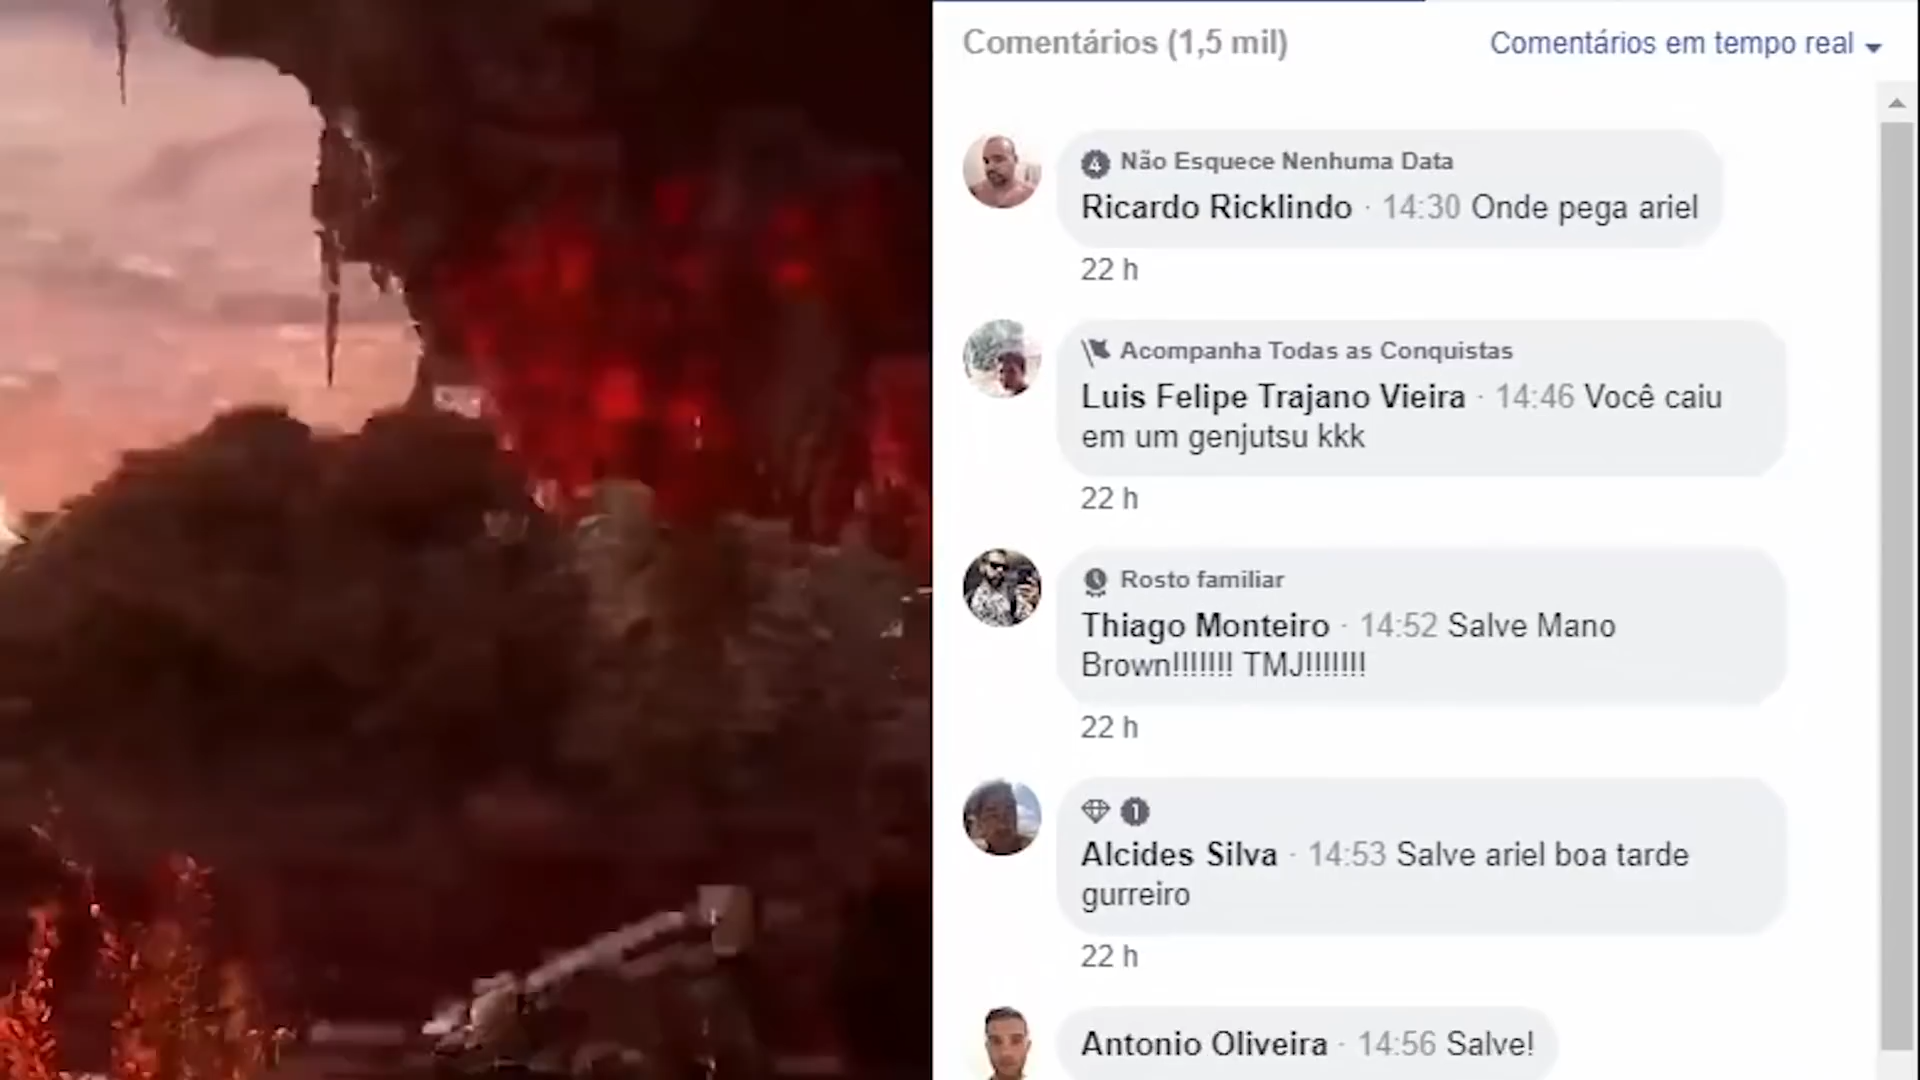 Comentários (1,5 mil)
Comentários em tempo real
4 Não Esquece Nenhuma Data
Ricardo Ricklindo · 14:30 Onde pega ariel
22 h
Acompanha Todas as Conquistas
Luis Felipe Trajano Vieira · 14:46 Você caiu
em um genjutsu kkk
22 h
Rosto familiar
Thiago Monteiro · 14:52 Salve Mano
Brown!!!!!!! TMJ!!!!!!!
22 h
1
Alcides Silva · 14:53 Salve ariel boa tarde
gurreiro
22 h
Antonio Oliveira · 14:56 Salve!